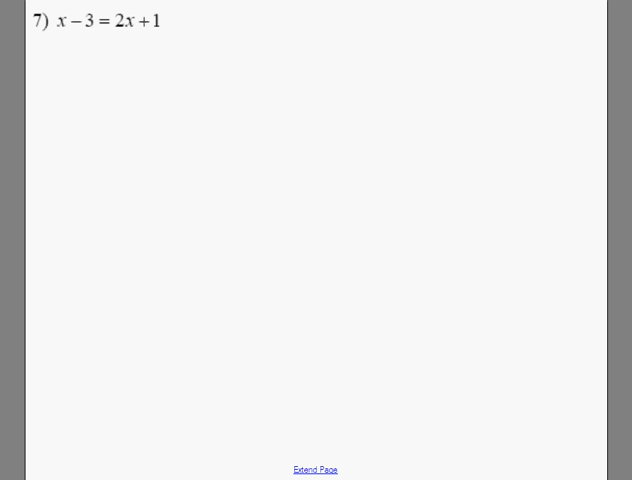 7) x – 3 = 2x + 1
Extend Page